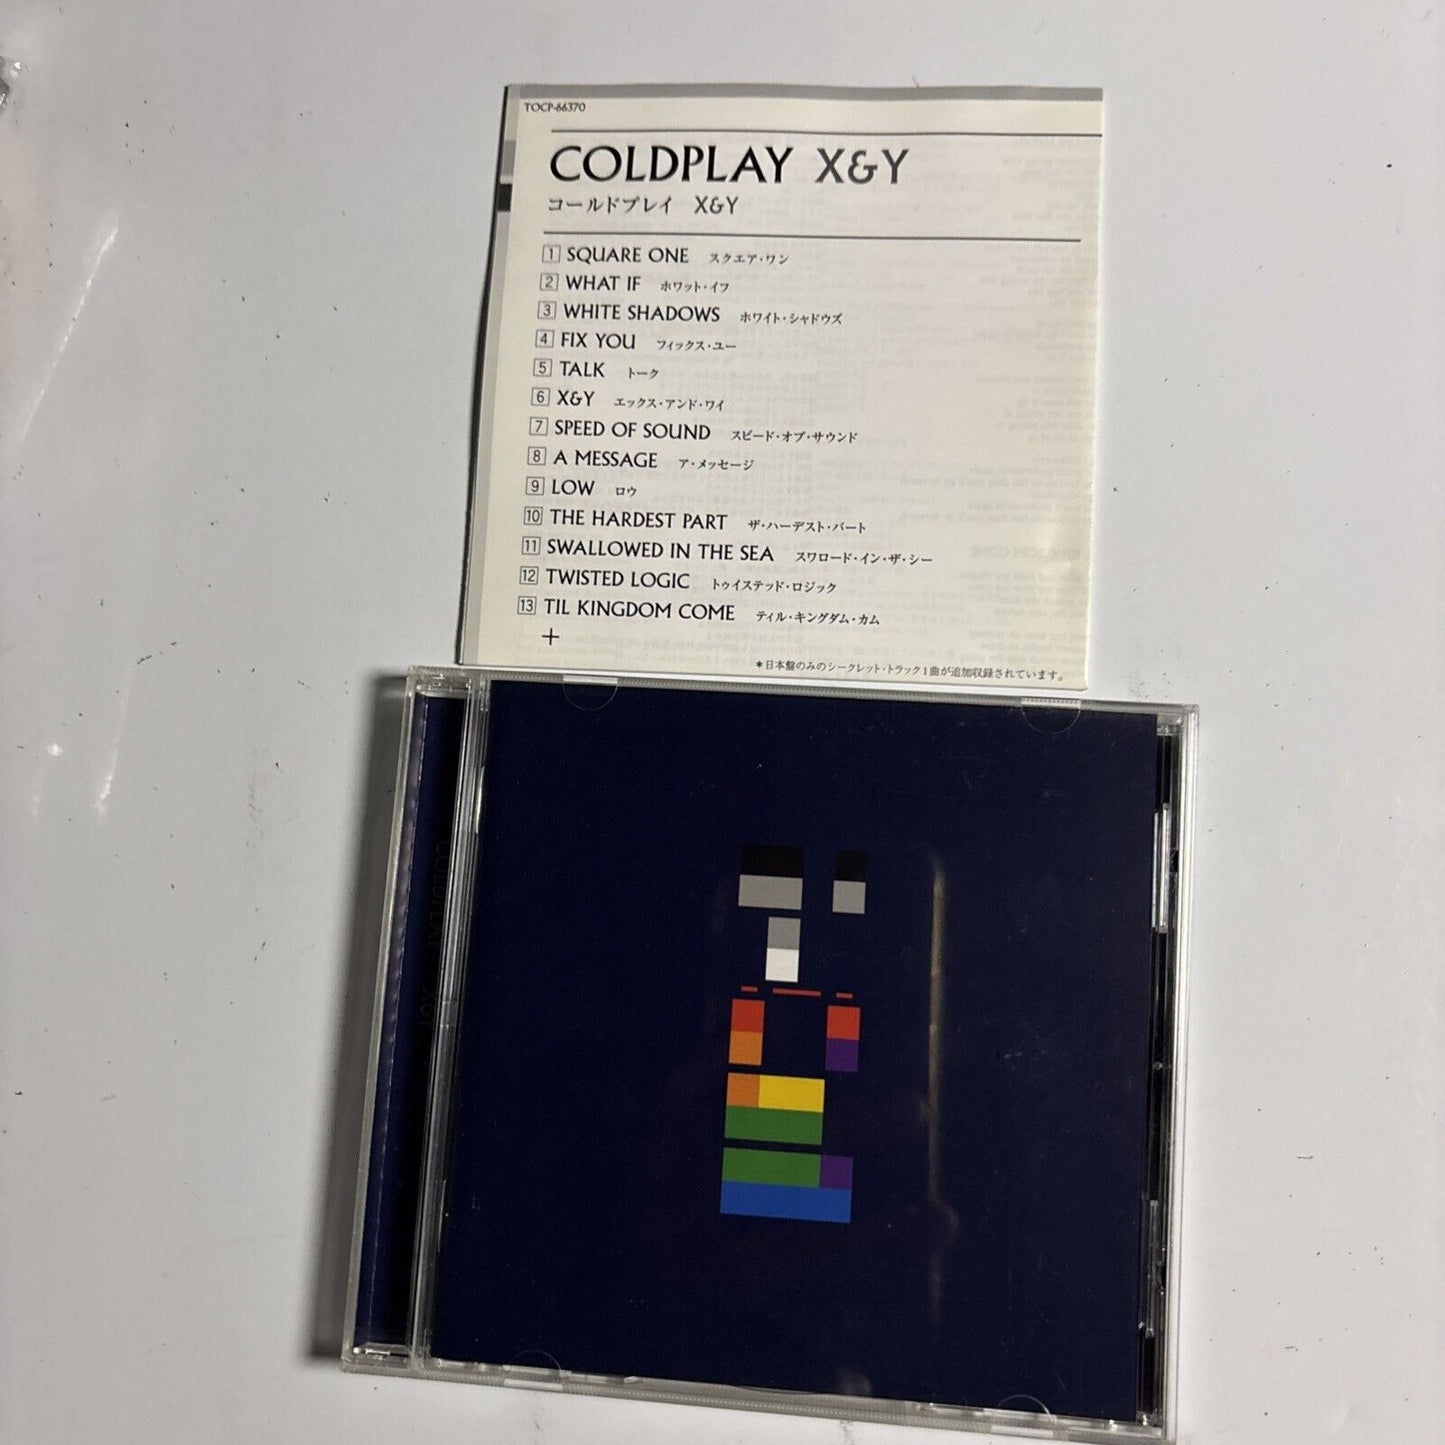 TOCP-66370
COLDPLAY X&Y
コールドプレイ X&Y
1 SQUARE ONE スクエア・ワン
2 WHAT IF ホワット・イフ
3 WHITE SHADOWS ホワイト・シャドウズ
4 FIX YOU フィックス・ユー
5 TALK トーク
6 X&Y エックス・アンド・ワイ
7 SPEED OF SOUND スピード・オブ・サウンド
8 A MESSAGE ア・メッセージ
9 LOW ロウ
10 THE HARDEST PART ザ・ハーデスト・パート
11 SWALLOWED IN THE SEA スワロード・イン・ザ・シー
12 TWISTED LOGIC トゥイステッド・ロジック
13 TIL KINGDOM COME ティル・キングダム・カム
+
*日本盤のみのシークレット・トラック1曲が追加収録されています。
COLDPLAY X&Y